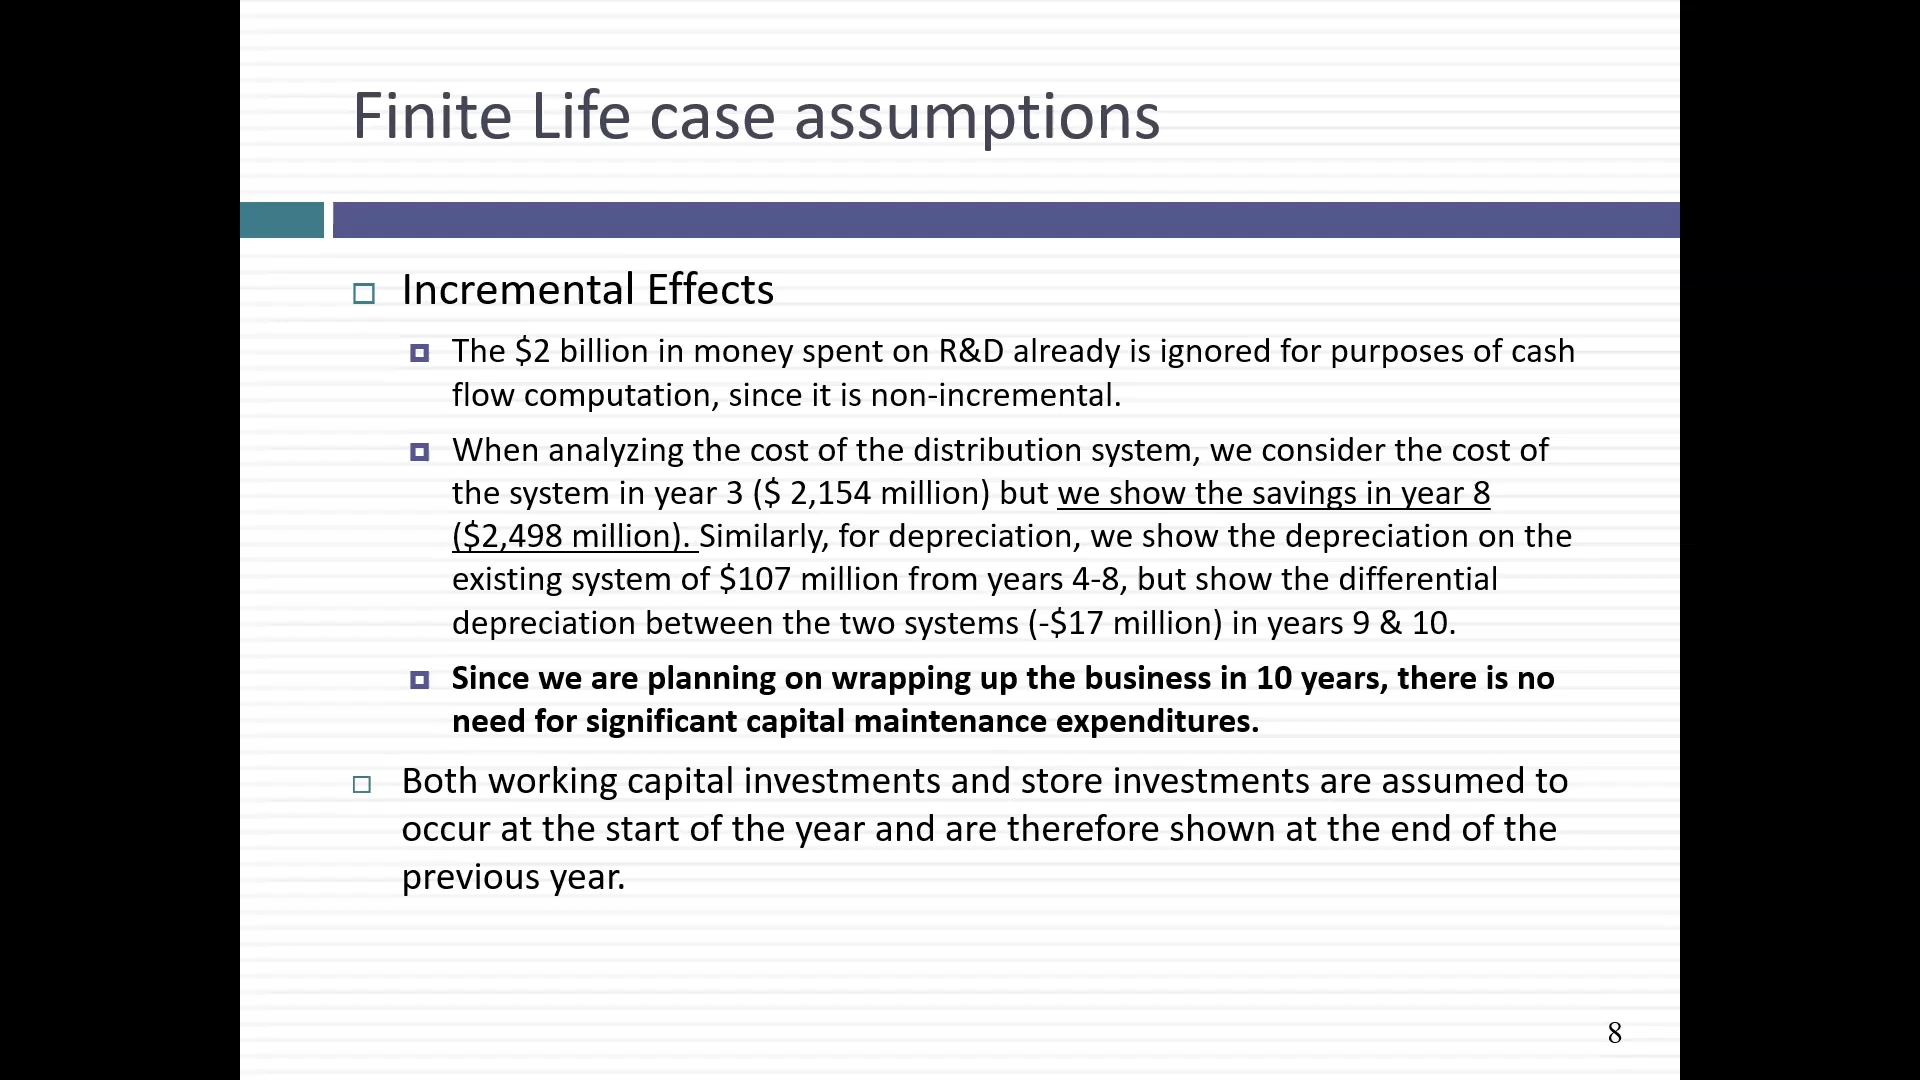 Finite Life case assumptions
Incremental Effects
The $2 billion in money spent on R&D already is ignored for purposes of cash
flow computation, since it is non-incremental.
When analyzing the cost of the distribution system, we consider the cost of
the system in year 3 ($ 2,154 million) but we show the savings in year 8
($2,498 million). Similarly, for depreciation, we show the depreciation on the
existing system of $107 million from years 4-8, but show the differential
depreciation between the two systems (-$17 million) in years 9 & 10.
Since we are planning on wrapping up the business in 10 years, there is no
need for significant capital maintenance expenditures.
Both working capital investments and store investments are assumed to
occur at the start of the year and are therefore shown at the end of the
previous year.
8